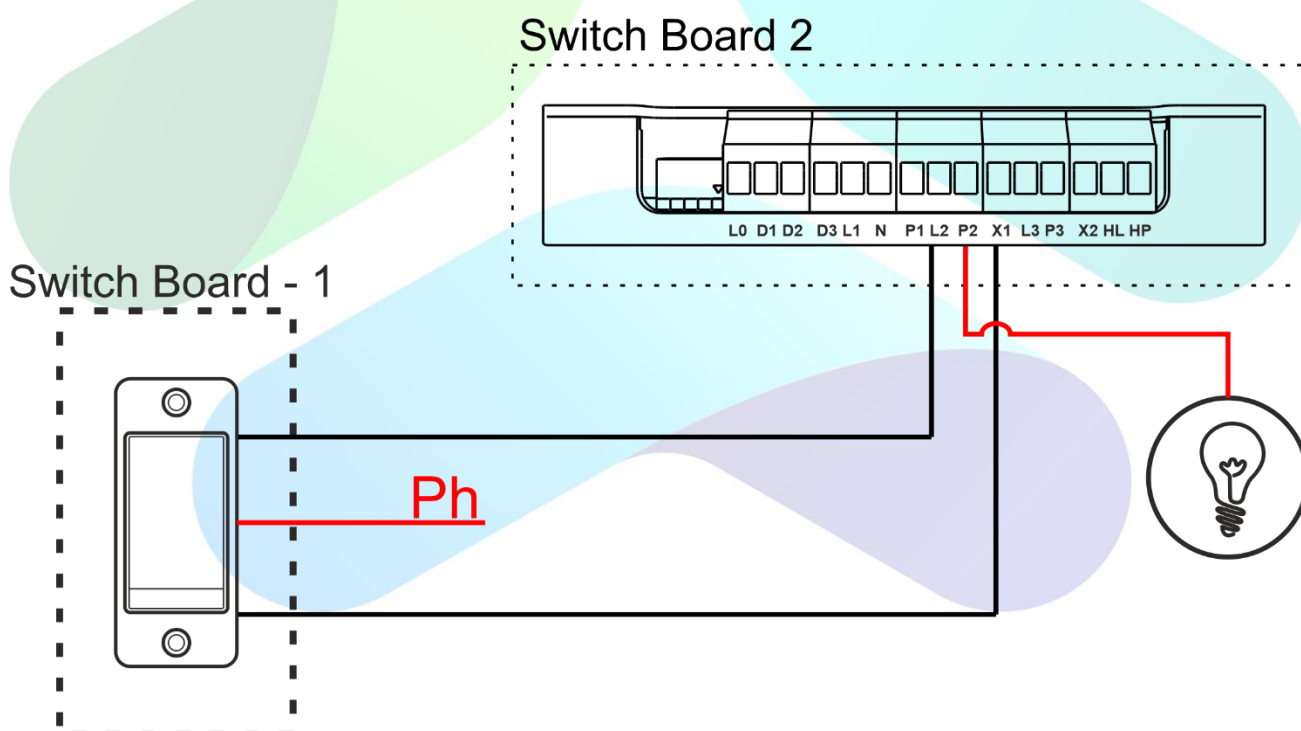 Switch Board 2
L0 D1 D2 D3 L1 N P1 L2 P2 X1 L3 P3 X2 HL HP
Switch Board - 1
Ph